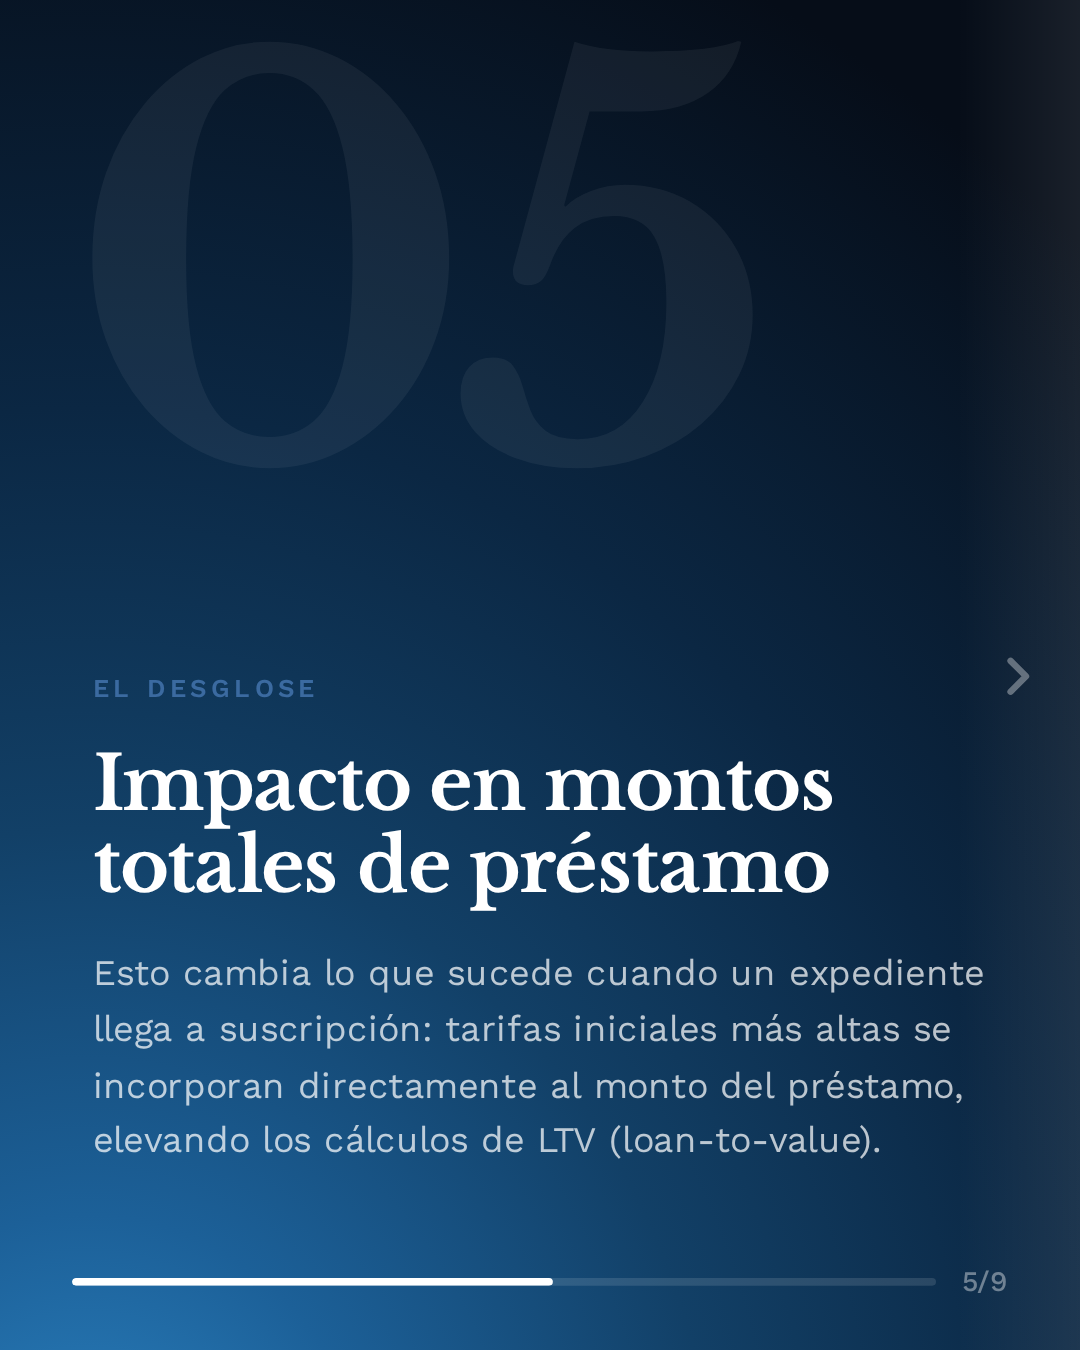 05
EL DESGLOSE
Impacto en montos
totales de préstamo
Esto cambia lo que sucede cuando un expediente
llega a suscripción: tarifas iniciales más altas se
incorporan directamente al monto del préstamo,
elevando los cálculos de LTV (loan-to-value).
5/9